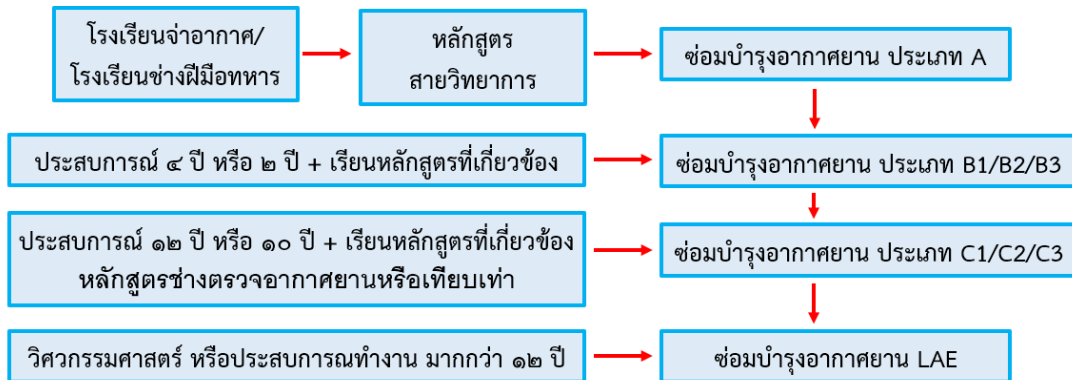 โรงเรียนจ่าอากาศ/
โรงเรียนช่างฝีมือทหาร
หลักสูตร
สายวิทยาการ
ซ่อมบำรุงอากาศยาน ประเภท A
ประสบการณ์ ๔ ปี หรือ ๒ ปี + เรียนหลักสูตรที่เกี่ยวข้อง
ซ่อมบำรุงอากาศยาน ประเภท B1/B2/B3
ประสบการณ์ ๑๒ ปี หรือ ๑๐ ปี + เรียนหลักสูตรที่เกี่ยวข้อง
หลักสูตรช่างตรวจอากาศยานหรือเทียบเท่า
ซ่อมบำรุงอากาศยาน ประเภท C1/C2/C3
วิศวกรรมศาสตร์ หรือประสบการณทำงาน มากกว่า ๑๒ ปี
ซ่อมบำรุงอากาศยาน LAE